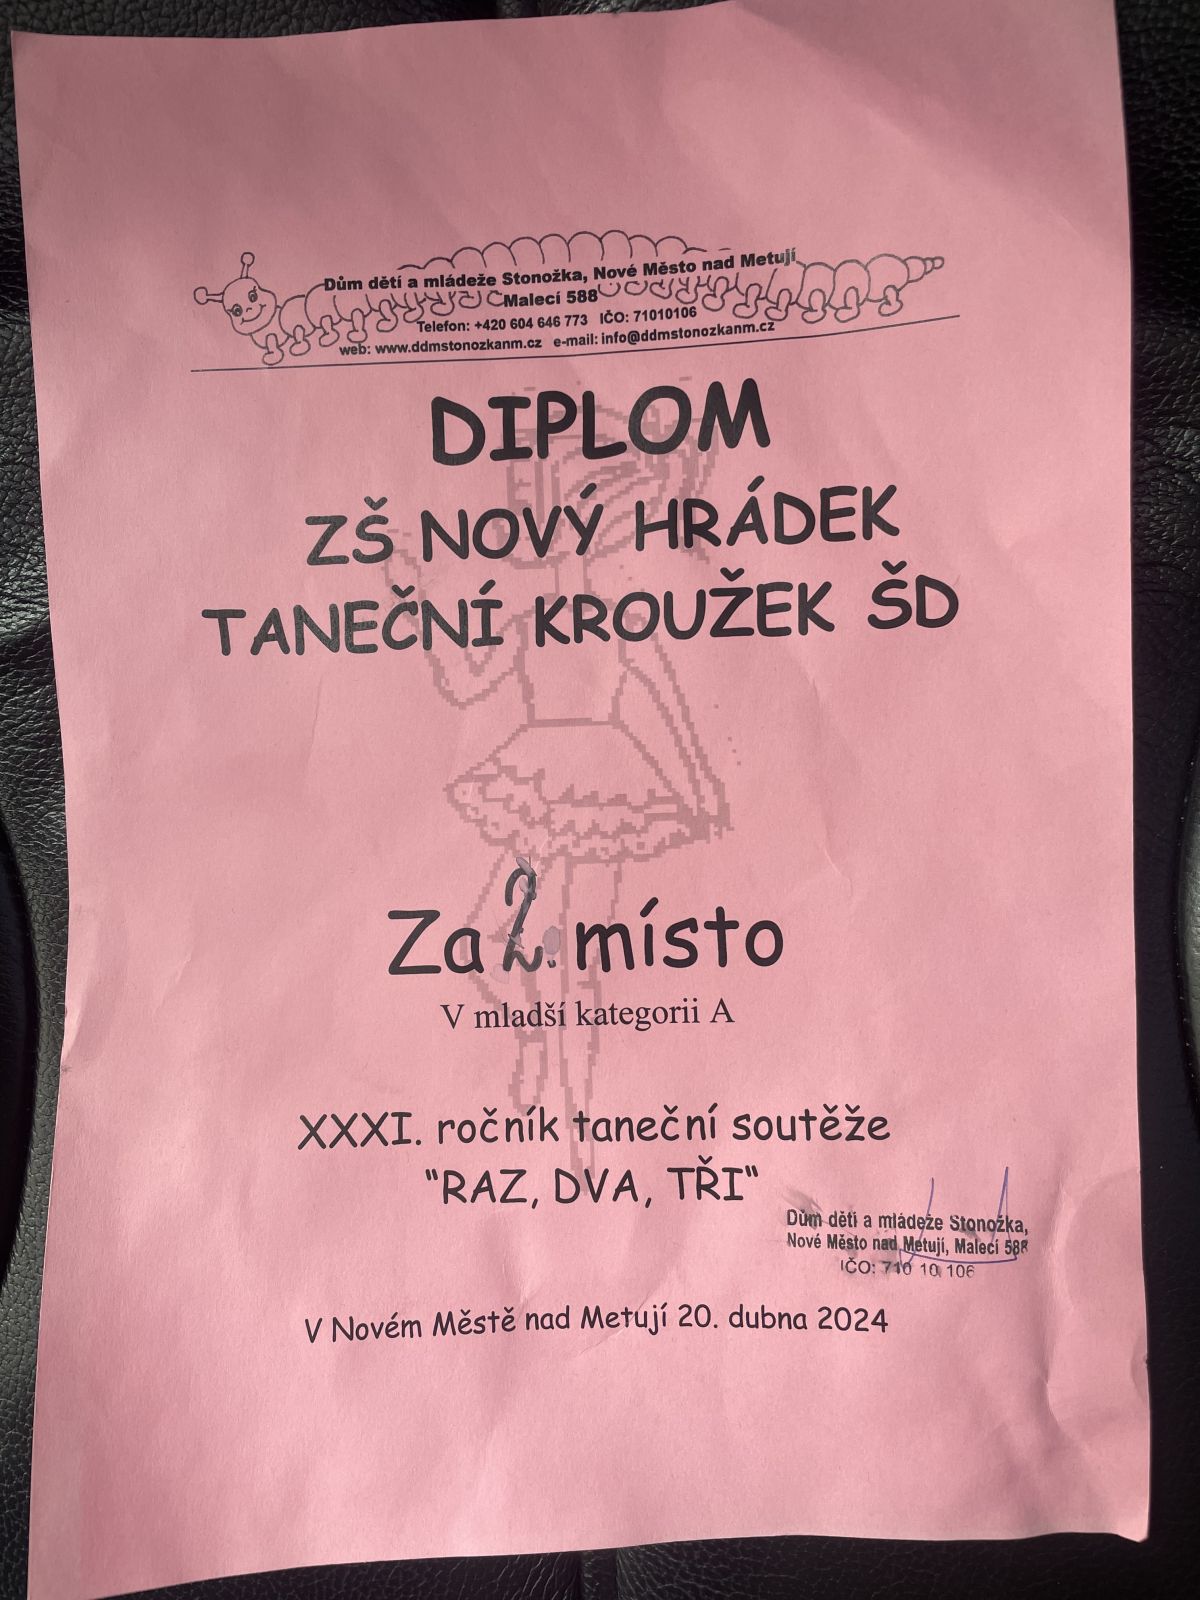 Dům dětí a mládeže Stonožka, Nové Město nad Metují
Malecí 588
Telefon: +420 604 646 773 IČO: 71010106
web: www.ddmstonozkanm.cz e-mail: info@ddmstonozkanm.cz
DIPLOM
ZŠ NOVÝ HRÁDEK
TANEČNÍ KROUŽEK ŠD
Za 2. místo
V mladší kategorii A
XXXI. ročník taneční soutěže
"RAZ, DVA, TŘI"
Dům dětí a mládeže Stonožka,
Nové Město nad Metují, Malecí 588
IČO: 710 10 106
V Novém Městě nad Metují 20. dubna 2024